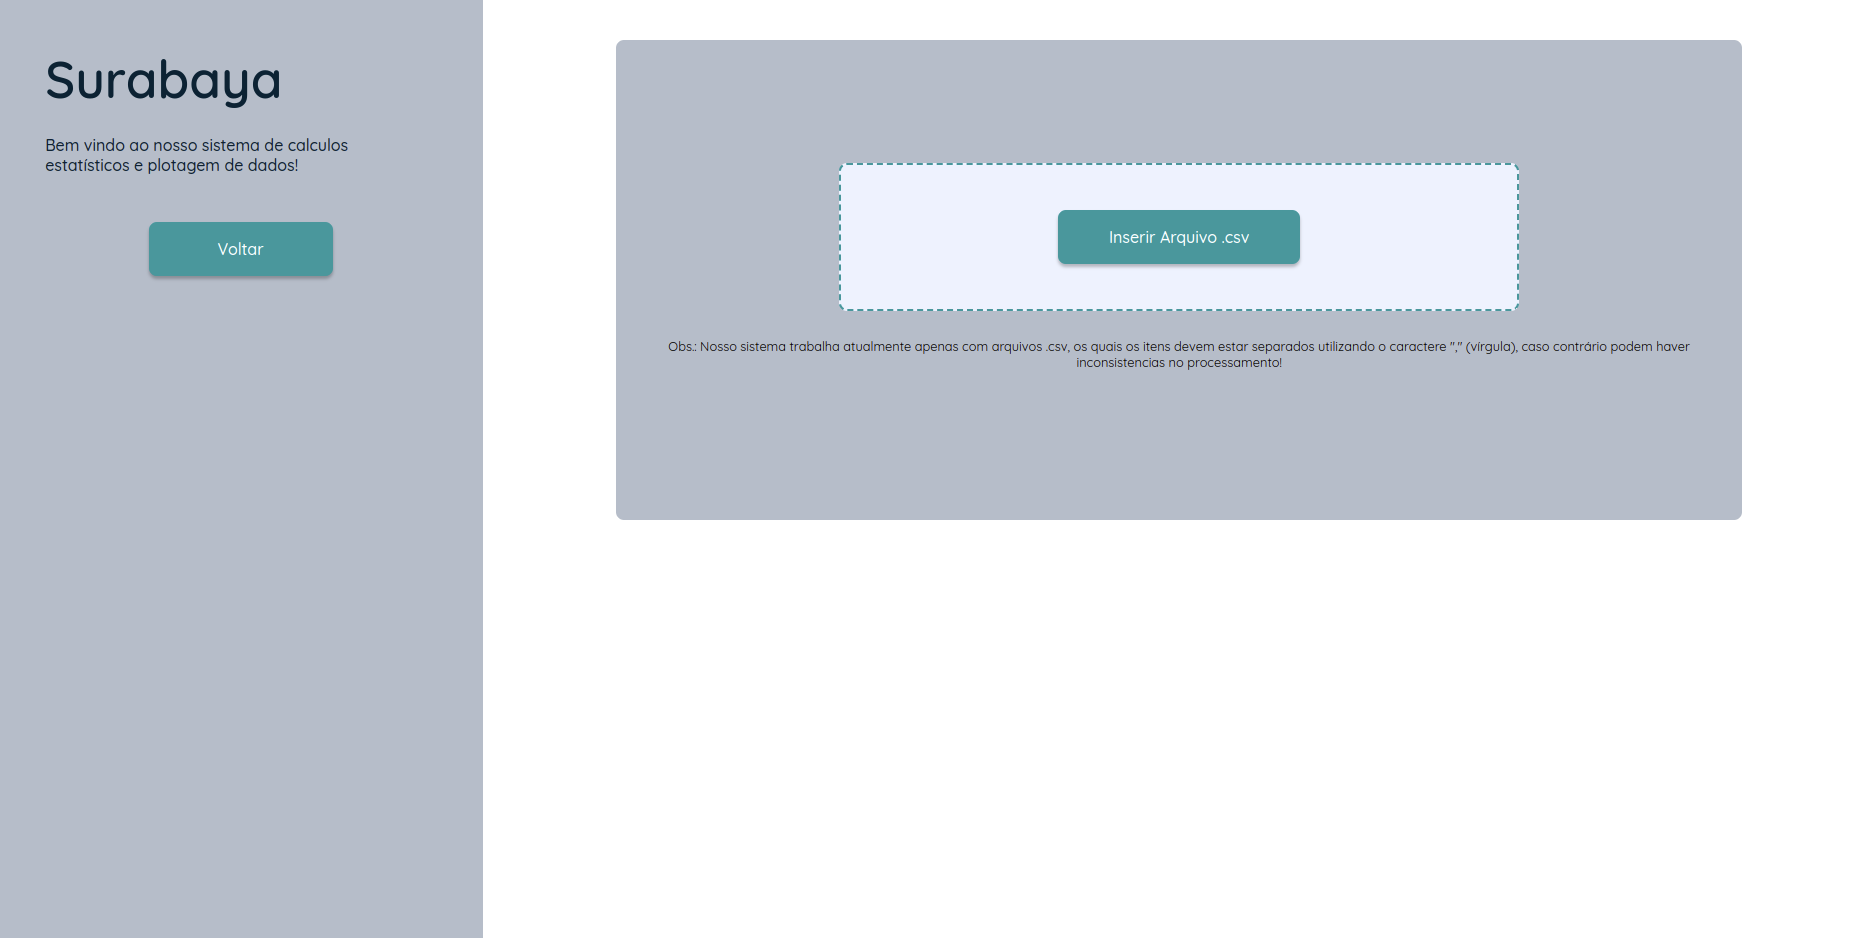 Surabaya
Bem vindo ao nosso sistema de calculos
estatísticos e plotagem de dados!
Voltar
Inserir Arquivo .csv
Obs.: Nosso sistema trabalha atualmente apenas com arquivos .csv, os quais os itens devem estar separados utilizando o caractere "," (vírgula), caso contrário podem haver
inconsistencias no processamento!